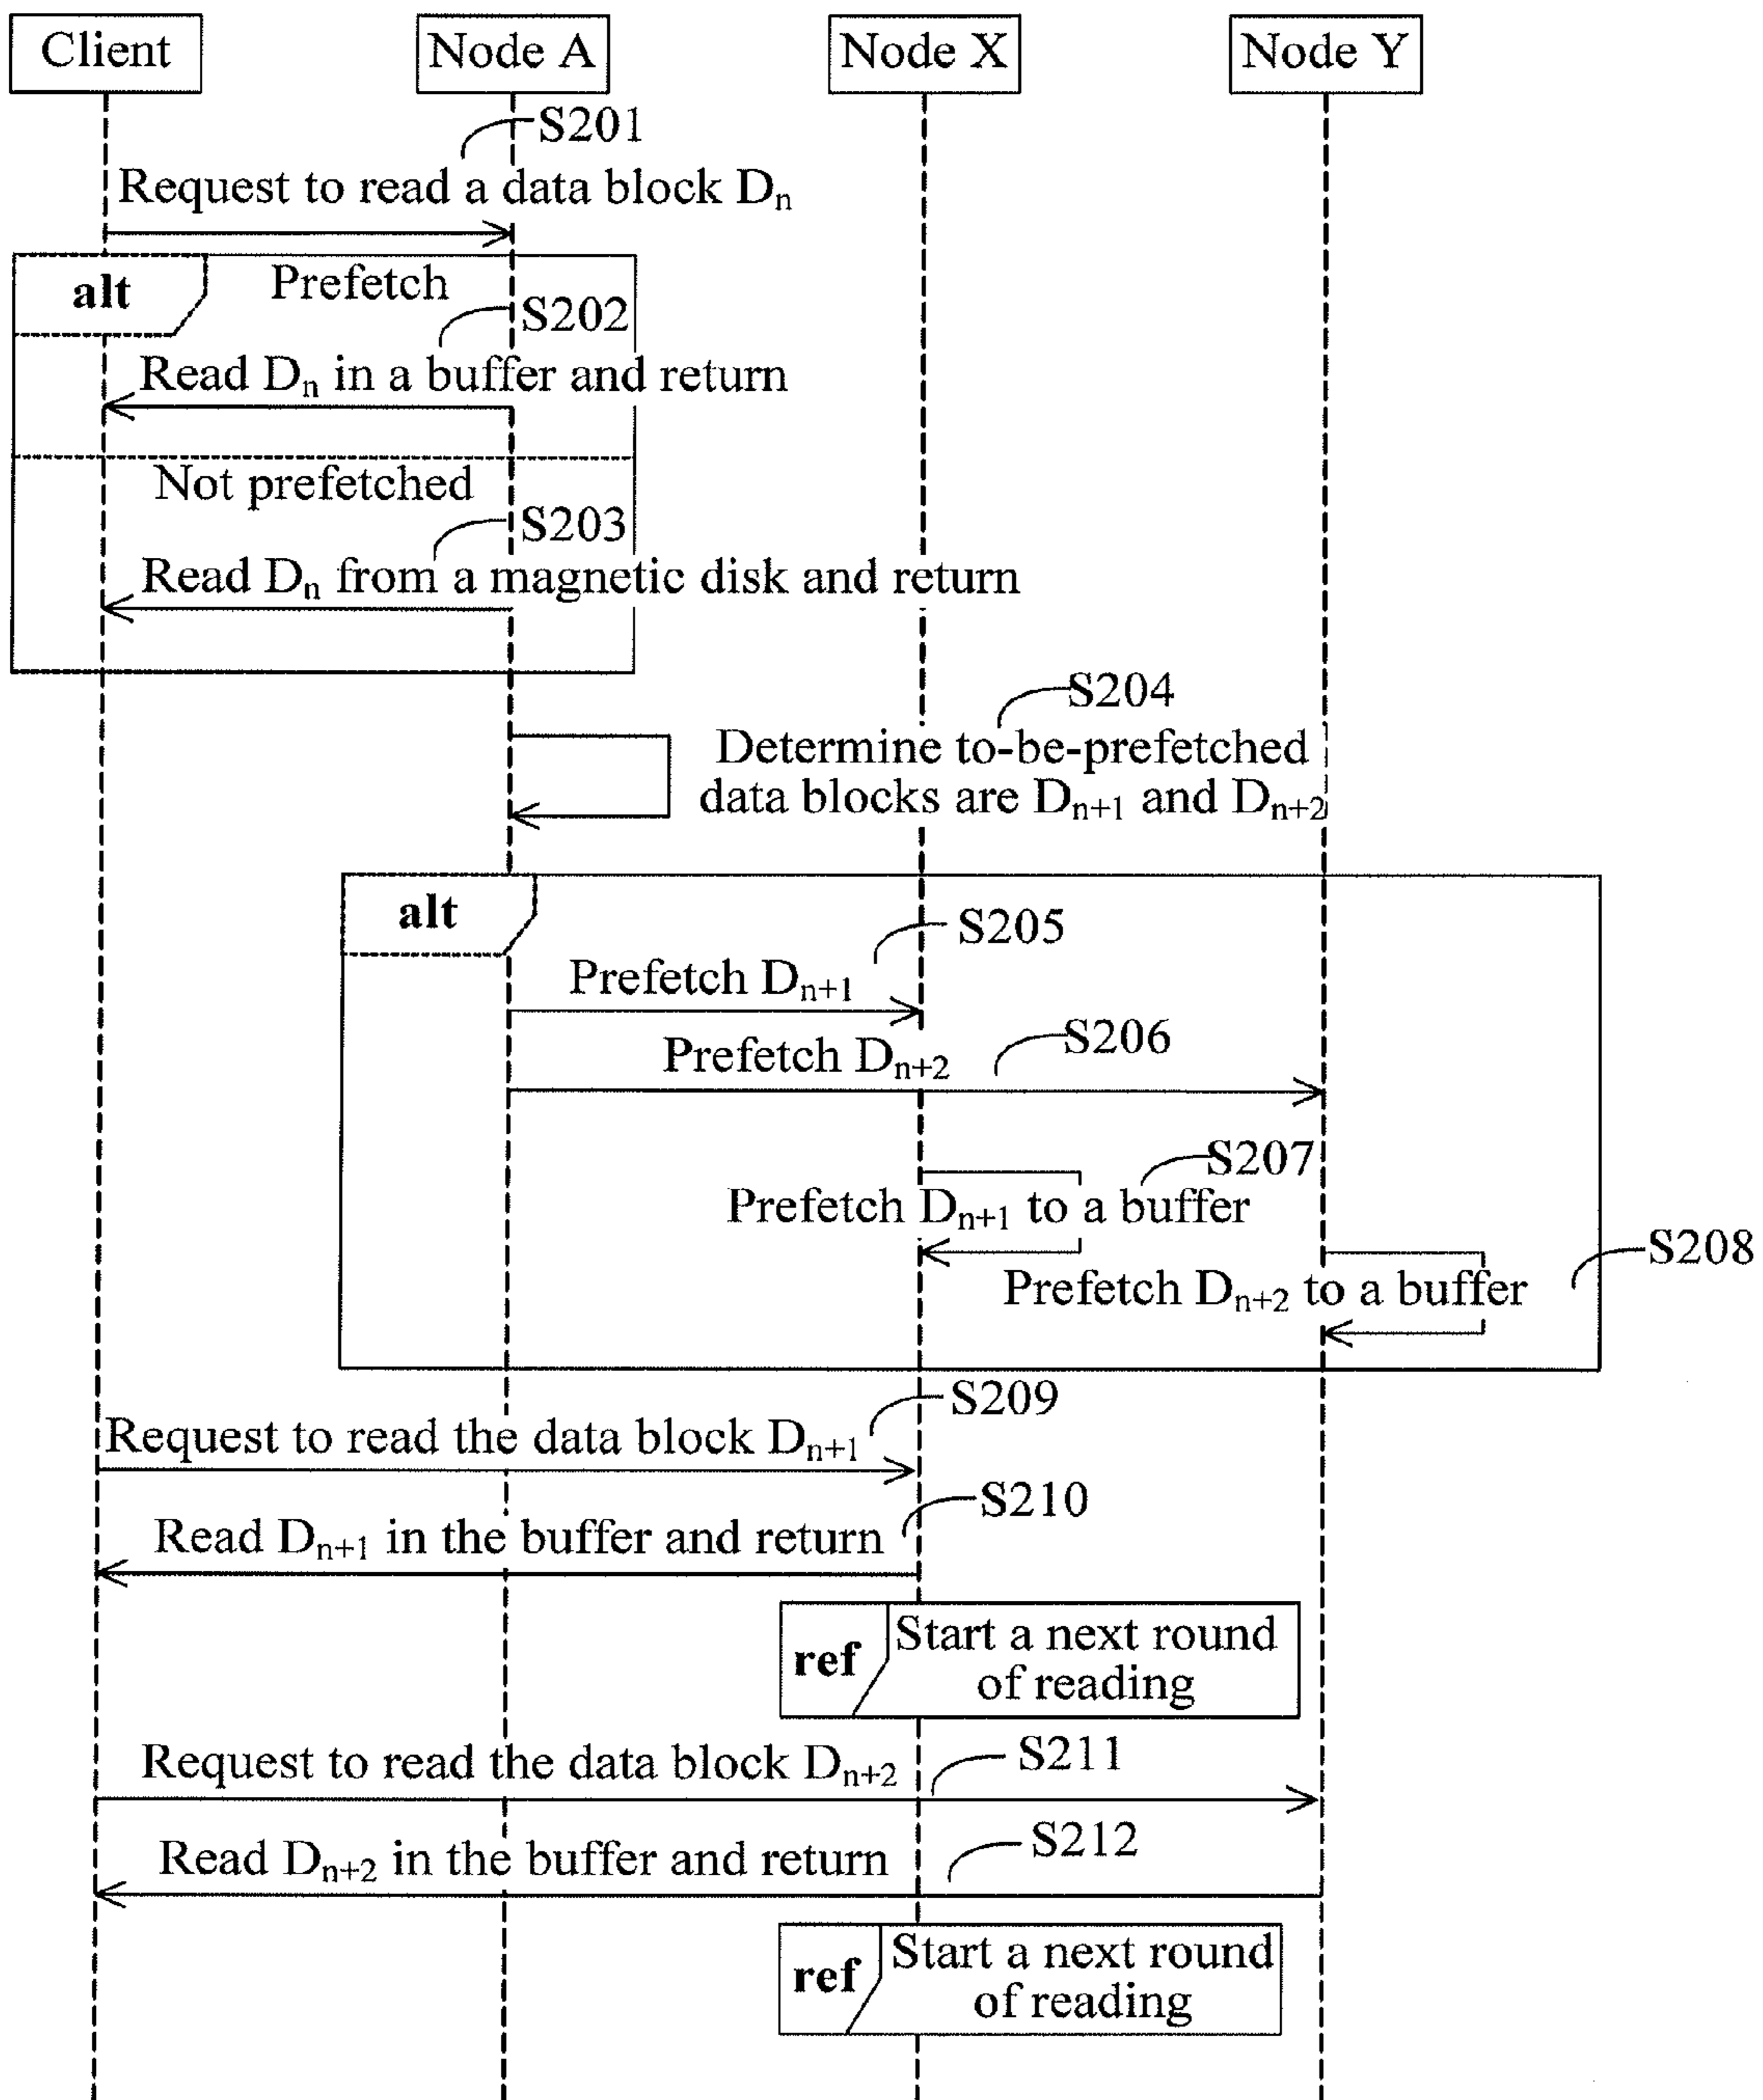 Client
Node A
Node X
Node Y
S201
Request to read a data block Dn
alt
Prefetch
S202
Read Dn in a buffer and return
Not prefetched
S203
Read Dn from a magnetic disk and return
S204
Determine to-be-prefetched
data blocks are Dn+1 and Dn+2
alt
S205
Prefetch Dn+1
S206
Prefetch Dn+2
S207
Prefetch Dn+1 to a buffer
S208
Prefetch Dn+2 to a buffer
S209
Request to read the data block Dn+1
S210
Read Dn+1 in the buffer and return
ref
Start a next round
of reading
S211
Request to read the data block Dn+2
S212
Read Dn+2 in the buffer and return
ref
Start a next round
of reading